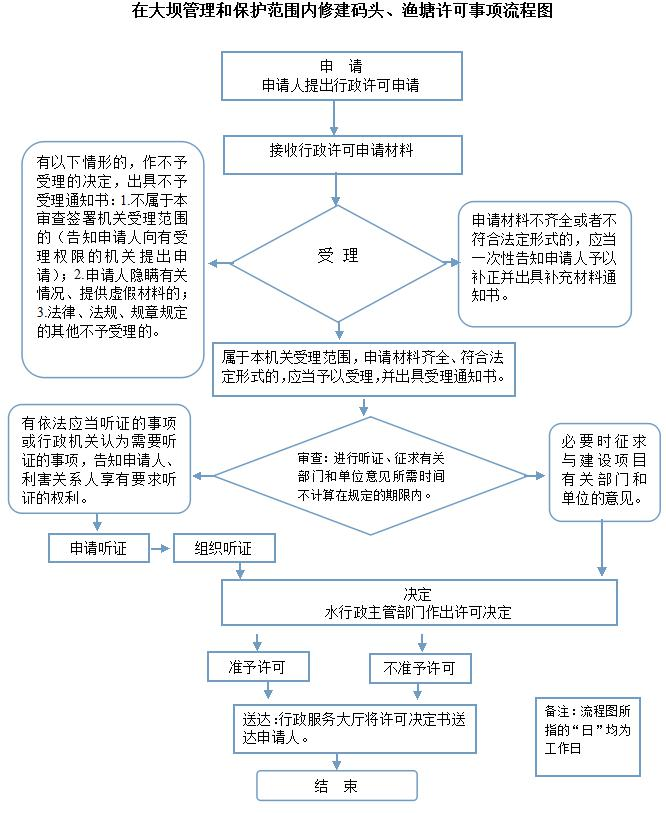 在大坝管理和保护范围内修建码头、渔塘许可事项流程图
申 请
申请人提出行政许可申请
接收行政许可申请材料
有以下情形的，作不予
受理的决定，出具不予
受理通知书：1.不属于本
审查签署机关受理范围
的（告知申请人向有受
理权限的机关提出申
请）；2.申请人隐瞒有关
情况、提供虚假材料的；
3.法律、法规、规章规定
的其他不予受理的。
受 理
申请材料不齐全或者不
符合法定形式的，应当
一次性告知申请人予以
补正并出具补充材料通
知书。
属于本机关受理范围，申请材料齐全、符合法
定形式的，应当予以受理，并出具受理通知书。
有依法应当听证的事项
或行政机关认为需要听
证的事项，告知申请人、
利害关系人享有要求听
证的权利。
审查：进行听证、征求有关
部门和单位意见所需时间
不计算在规定的期限内。
必要时征求
与建设项目
有关部门和
单位的意见。
申请听证
组织听证
决定
水行政主管部门作出许可决定
准予许可
不准予许可
送达：行政服务大厅将许可决定书送
达申请人。
备注：流程图所
指的“日”均为
工作日
结 束